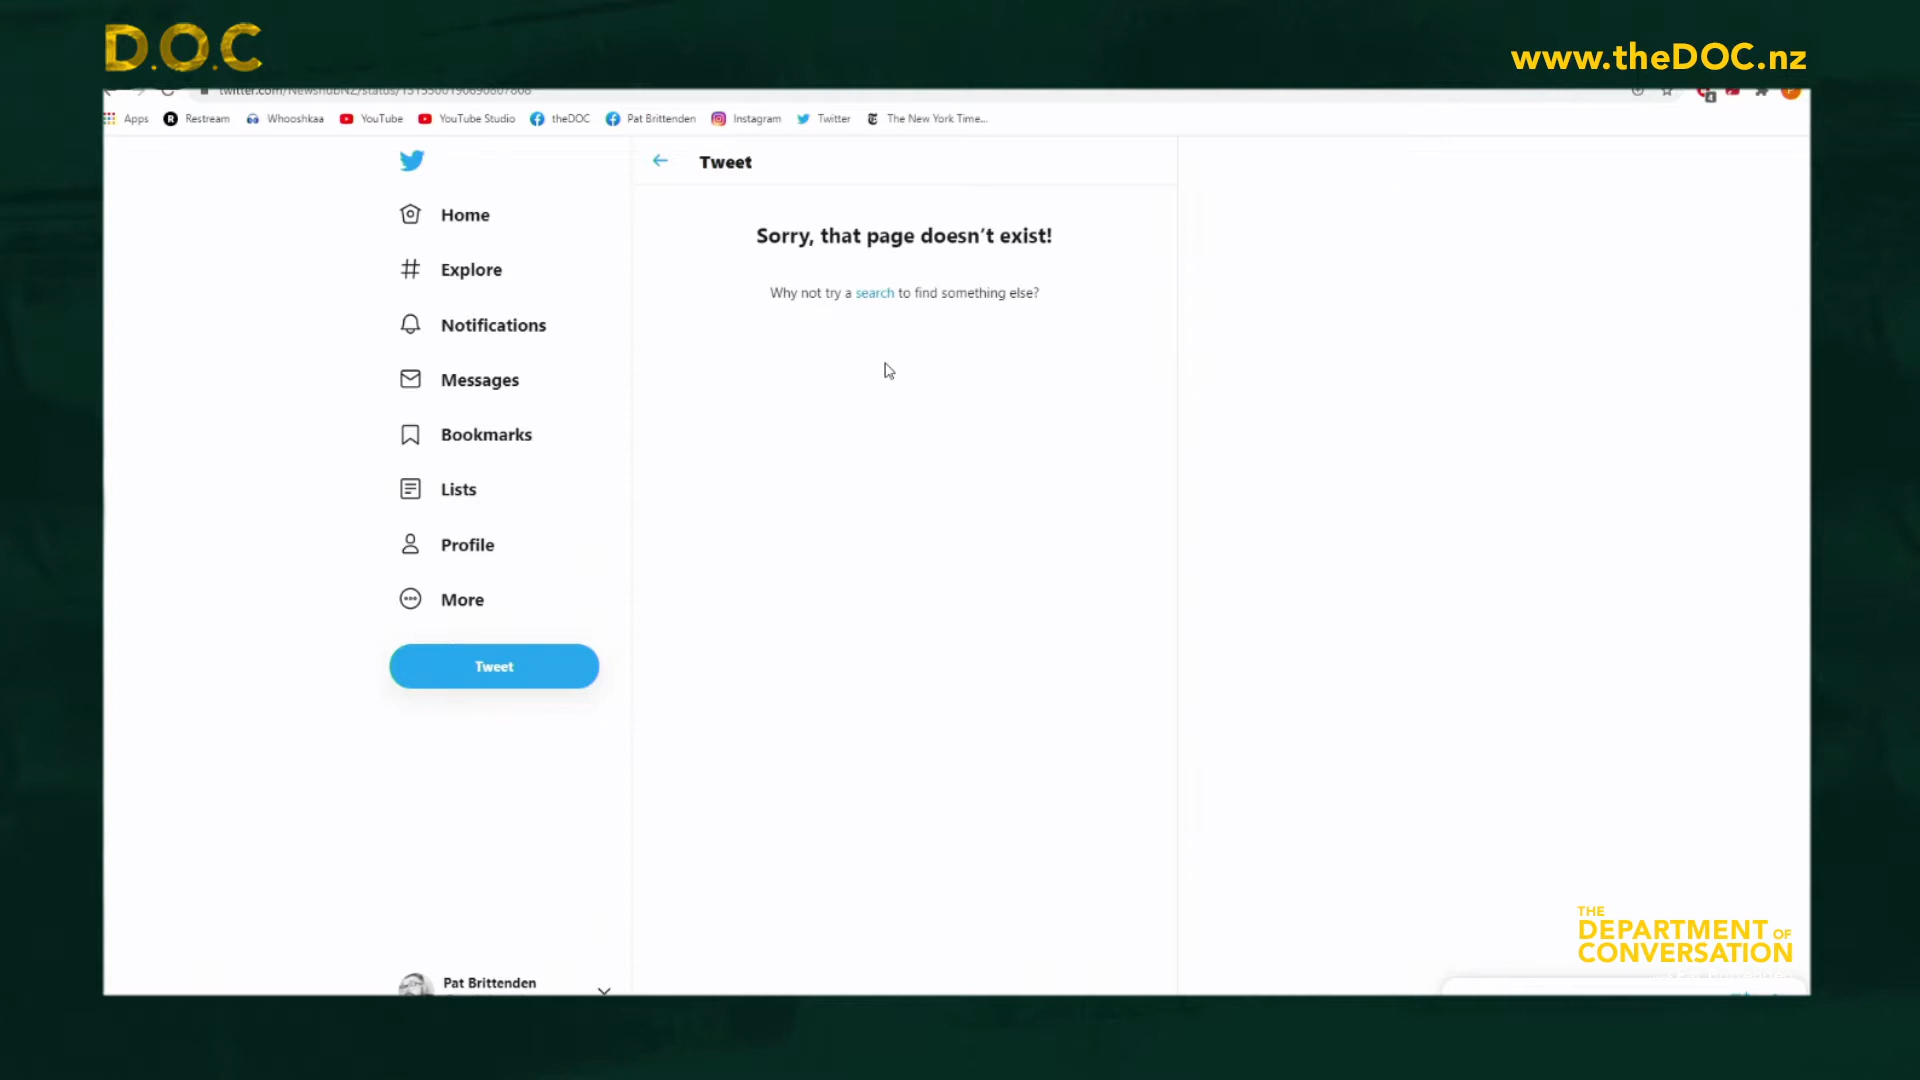 D.O.C
www.theDOC.nz
Apps
Restream
Whooshkaa
YouTube
YouTube Studio
theDOC
Pat Brittenden
Instagram
Twitter
The New York Time...
Tweet
Home
Explore
Notifications
Messages
Bookmarks
Lists
Profile
More
Tweet
Sorry, that page doesn't exist!
Why not try a search to find something else?
Pat Brittenden
THE
DEPARTMENT OF
CONVERSATION